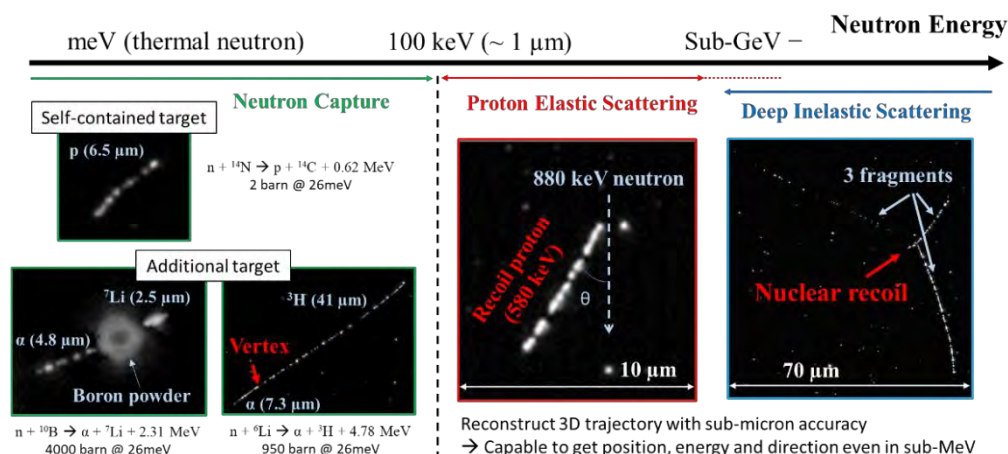 Neutron Energy
meV (thermal neutron)
100 keV (~ 1 μm)
Sub-GeV −
Neutron Capture
Proton Elastic Scattering
Deep Inelastic Scattering
Self-contained target
p (6.5 μm)
n + ¹⁴N → p + ¹⁴C + 0.62 MeV
2 barn @ 26meV
Additional target
⁷Li (2.5 μm)
α (4.8 μm)
Boron powder
n + ¹⁰B → α + ⁷Li + 2.31 MeV
4000 barn @ 26meV
³H (41 μm)
Vertex
α (7.3 μm)
n + ⁶Li → α + ³H + 4.78 MeV
950 barn @ 26meV
880 keV neutron
Recoil proton
(580 keV)
θ
10 μm
3 fragments
Nuclear recoil
70 μm
Reconstruct 3D trajectory with sub-micron accuracy
→ Capable to get position, energy and direction even in sub-MeV